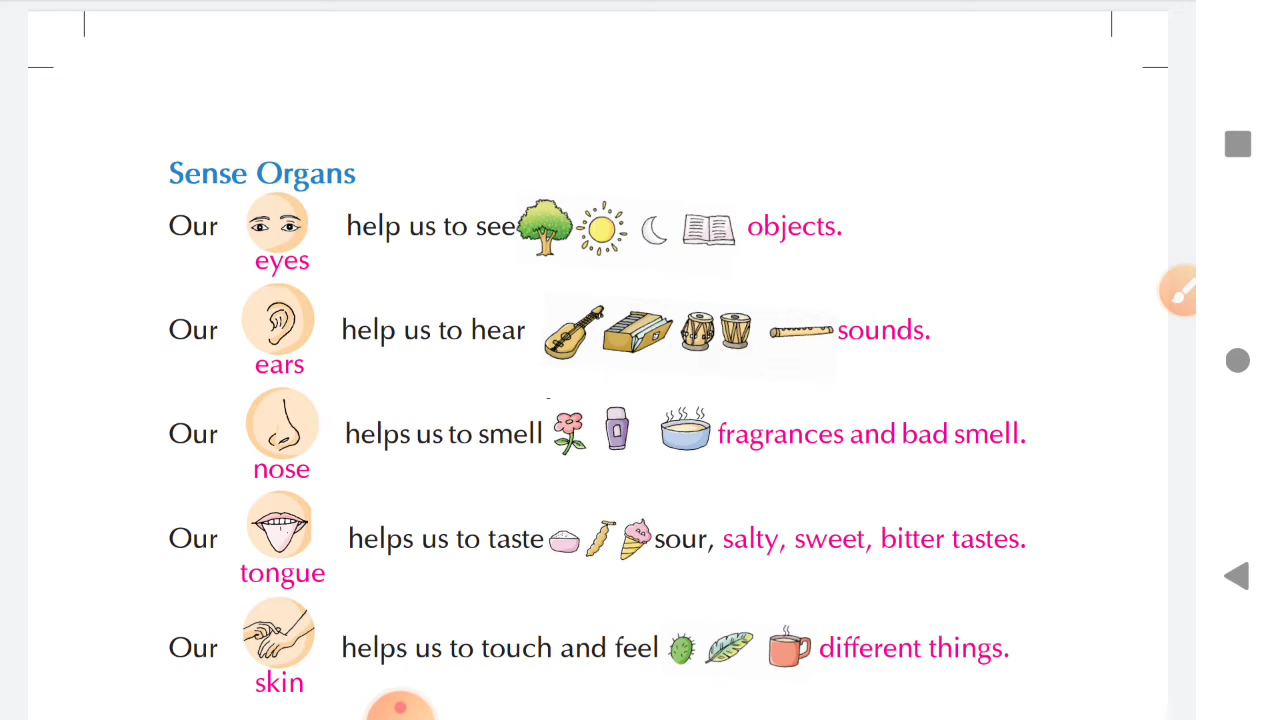 Sense Organs
Our help us to see objects.
eyes
Our help us to hear sounds.
ears
Our helps us to smell fragrances and bad smell.
nose
Our helps us to taste sour, salty, sweet, bitter tastes.
tongue
Our helps us to touch and feel different things.
skin